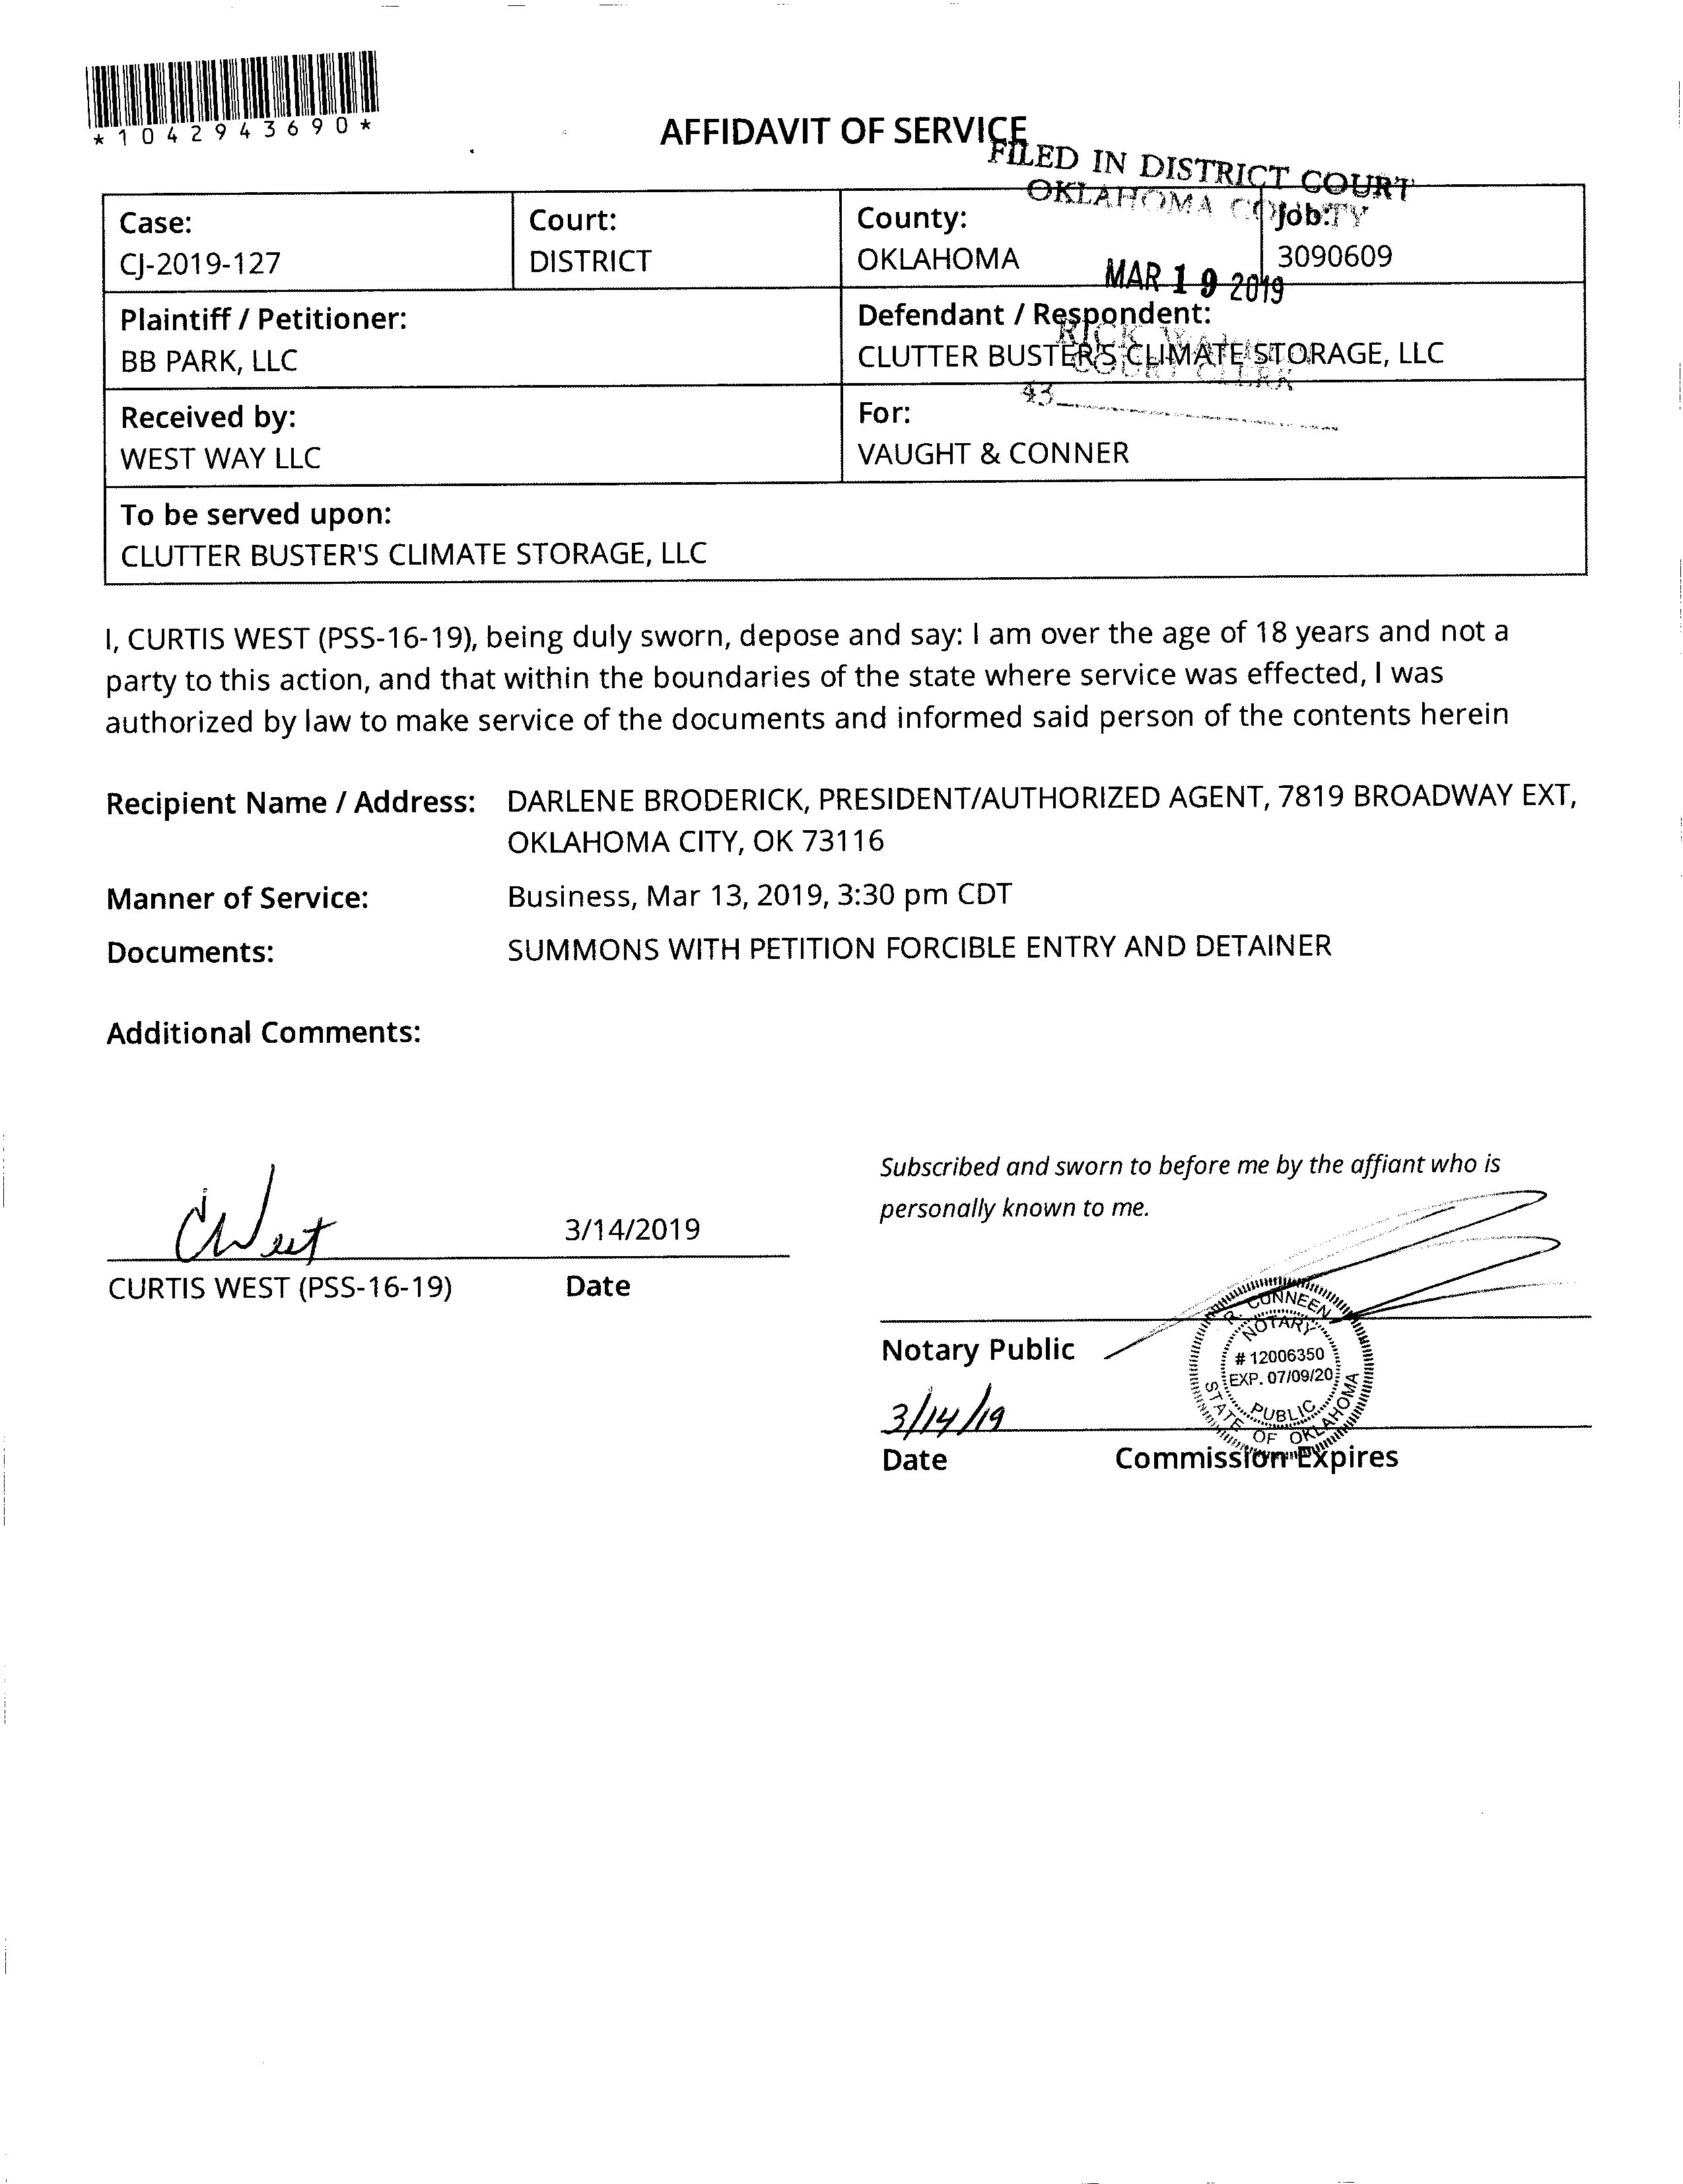 *1042943690*
AFFIDAVIT OF SERVICE
FILED IN DISTRICT COURT
OKLAHOMA COUNTY
MAR 19 2019
COURT CLERK
43
Case:
CJ-2019-127
Court:
DISTRICT
County:
OKLAHOMA
Job:
3090609
Plaintiff / Petitioner:
BB PARK, LLC
Defendant / Respondent:
CLUTTER BUSTER'S CLIMATE STORAGE, LLC
Received by:
WEST WAY LLC
For:
VAUGHT & CONNER
To be served upon:
CLUTTER BUSTER'S CLIMATE STORAGE, LLC
I, CURTIS WEST (PSS-16-19), being duly sworn, depose and say: I am over the age of 18 years and not a
party to this action, and that within the boundaries of the state where service was effected, I was
authorized by law to make service of the documents and informed said person of the contents herein
Recipient Name / Address: DARLENE BRODERICK, PRESIDENT/AUTHORIZED AGENT, 7819 BROADWAY EXT,
OKLAHOMA CITY, OK 73116
Manner of Service: Business, Mar 13, 2019, 3:30 pm CDT
Documents: SUMMONS WITH PETITION FORCIBLE ENTRY AND DETAINER
Additional Comments:
CWest
3/14/2019
CURTIS WEST (PSS-16-19) Date
Subscribed and sworn to before me by the affiant who is
personally known to me.
Notary Public
R. CUNNEEN
NOTARY
# 12006350
EXP. 07/09/20
PUBLIC
STATE OF OKLAHOMA
3/14/19
Date Commission Expires